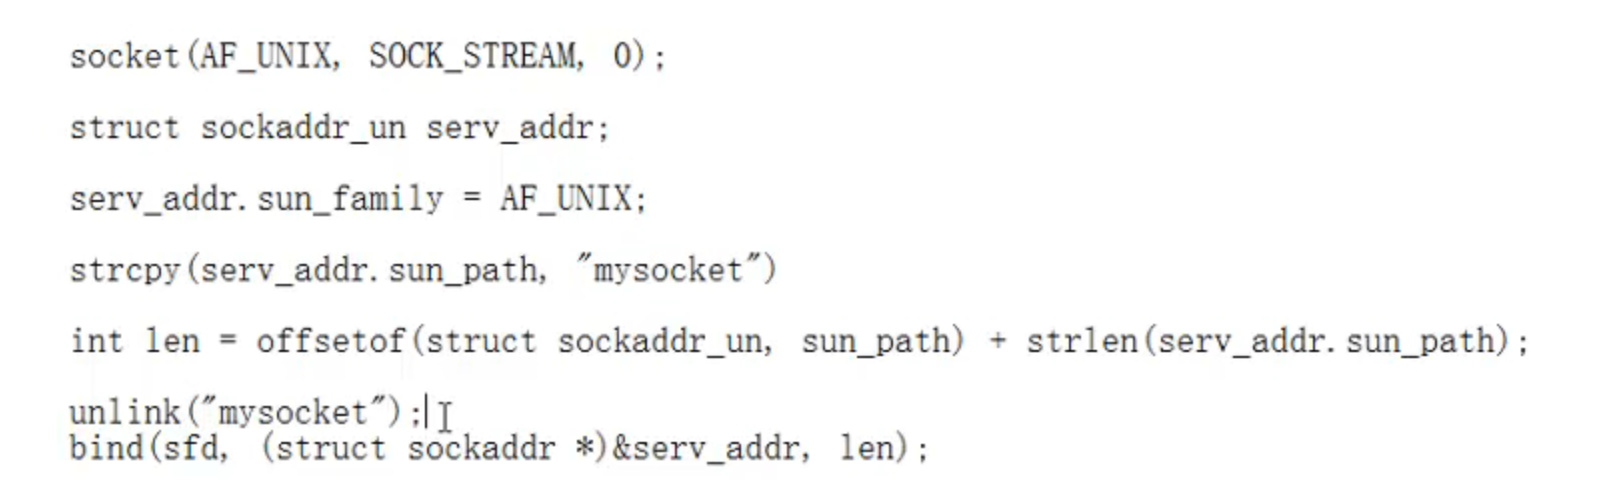 socket(AF_UNIX, SOCK_STREAM, 0);
struct sockaddr_un serv_addr;
serv_addr.sun_family = AF_UNIX;
strcpy(serv_addr.sun_path, "mysocket")
int len = offsetof(struct sockaddr_un, sun_path) + strlen(serv_addr.sun_path);
unlink("mysocket");
bind(sfd, (struct sockaddr *)&serv_addr, len);